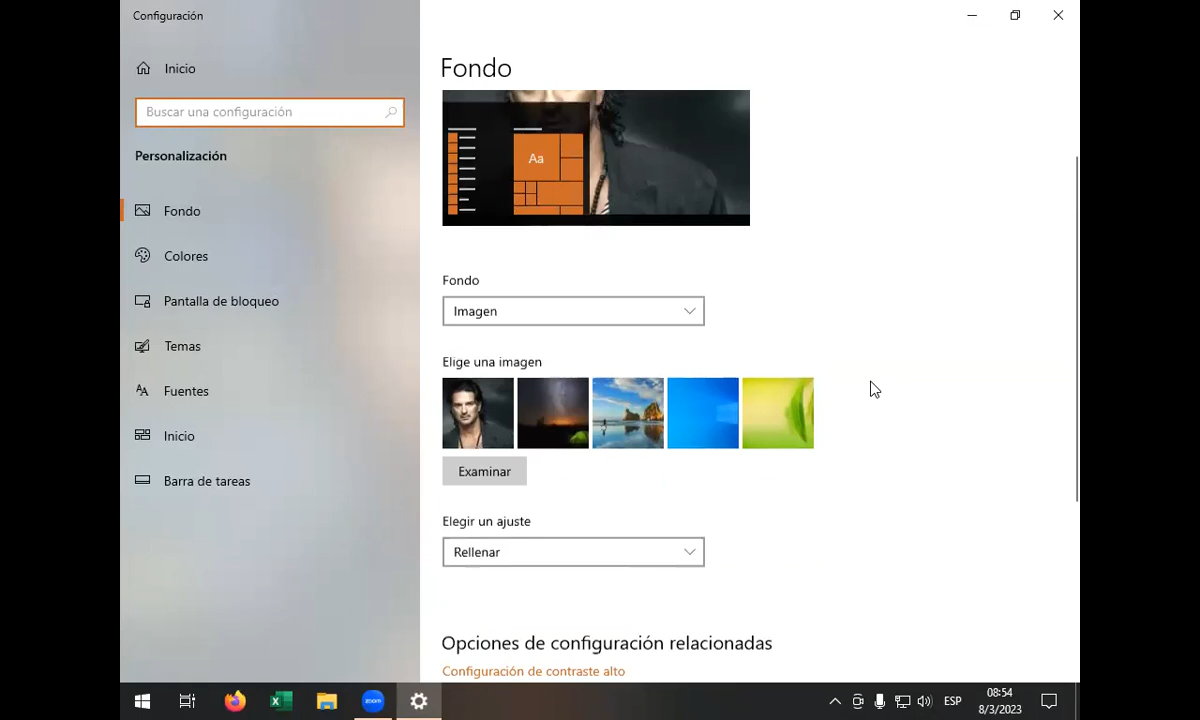 Configuración
Inicio
Buscar una configuración
Personalización
Fondo
Colores
Pantalla de bloqueo
Temas
Fuentes
Inicio
Barra de tareas
Fondo
Aa
Fondo
Imagen
Elige una imagen
Examinar
Elegir un ajuste
Rellenar
Opciones de configuración relacionadas
Configuración de contraste alto
zoom
ESP
08:54
8/3/2023